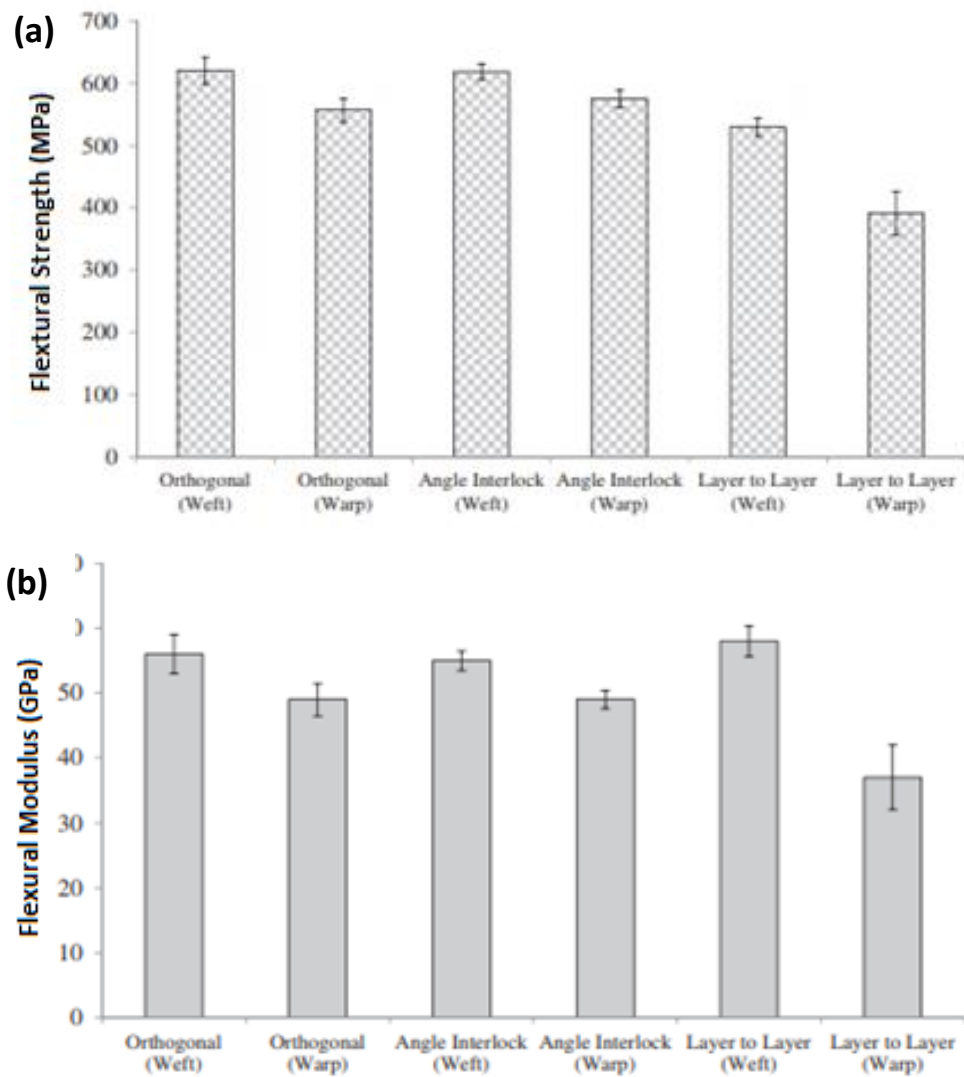 (a)
Flextural Strength (MPa)
700
600
500
400
300
200
100
0
Orthogonal (Weft)
Orthogonal (Warp)
Angle Interlock (Weft)
Angle Interlock (Warp)
Layer to Layer (Weft)
Layer to Layer (Warp)
(b)
Flexural Modulus (GPa)
50
40
30
20
10
0
Orthogonal (Weft)
Orthogonal (Warp)
Angle Interlock (Weft)
Angle Interlock (Warp)
Layer to Layer (Weft)
Layer to Layer (Warp)